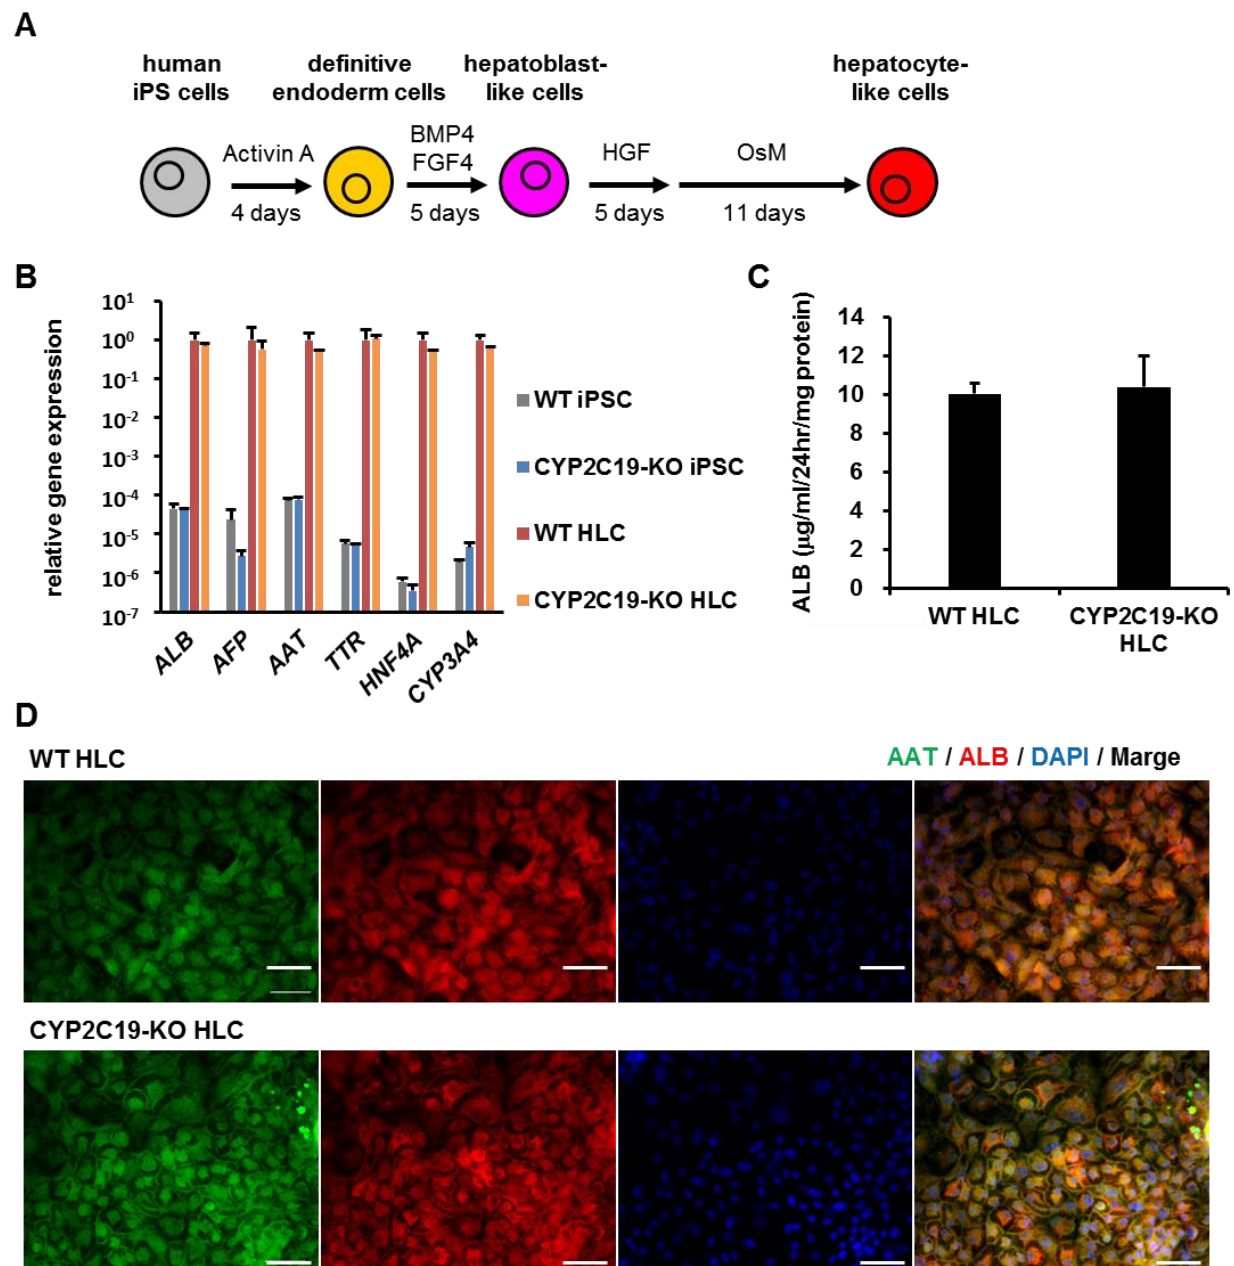 A
human
iPS cells
definitive
endoderm cells
hepatoblast-
like cells
hepatocyte-
like cells
Activin A
4 days
BMP4
FGF4
5 days
HGF
5 days
OsM
11 days
B
relative gene expression
10¹
10⁰
10⁻¹
10⁻²
10⁻³
10⁻⁴
10⁻⁵
10⁻⁶
10⁻⁷
ALB
AFP
AAT
TTR
HNF4A
CYP3A4
WT iPSC
CYP2C19-KO iPSC
WT HLC
CYP2C19-KO HLC
C
ALB (μg/ml/24hr/mg protein)
14
12
10
8
6
4
2
0
WT HLC
CYP2C19-KO
HLC
D
WT HLC
AAT / ALB / DAPI / Marge
CYP2C19-KO HLC